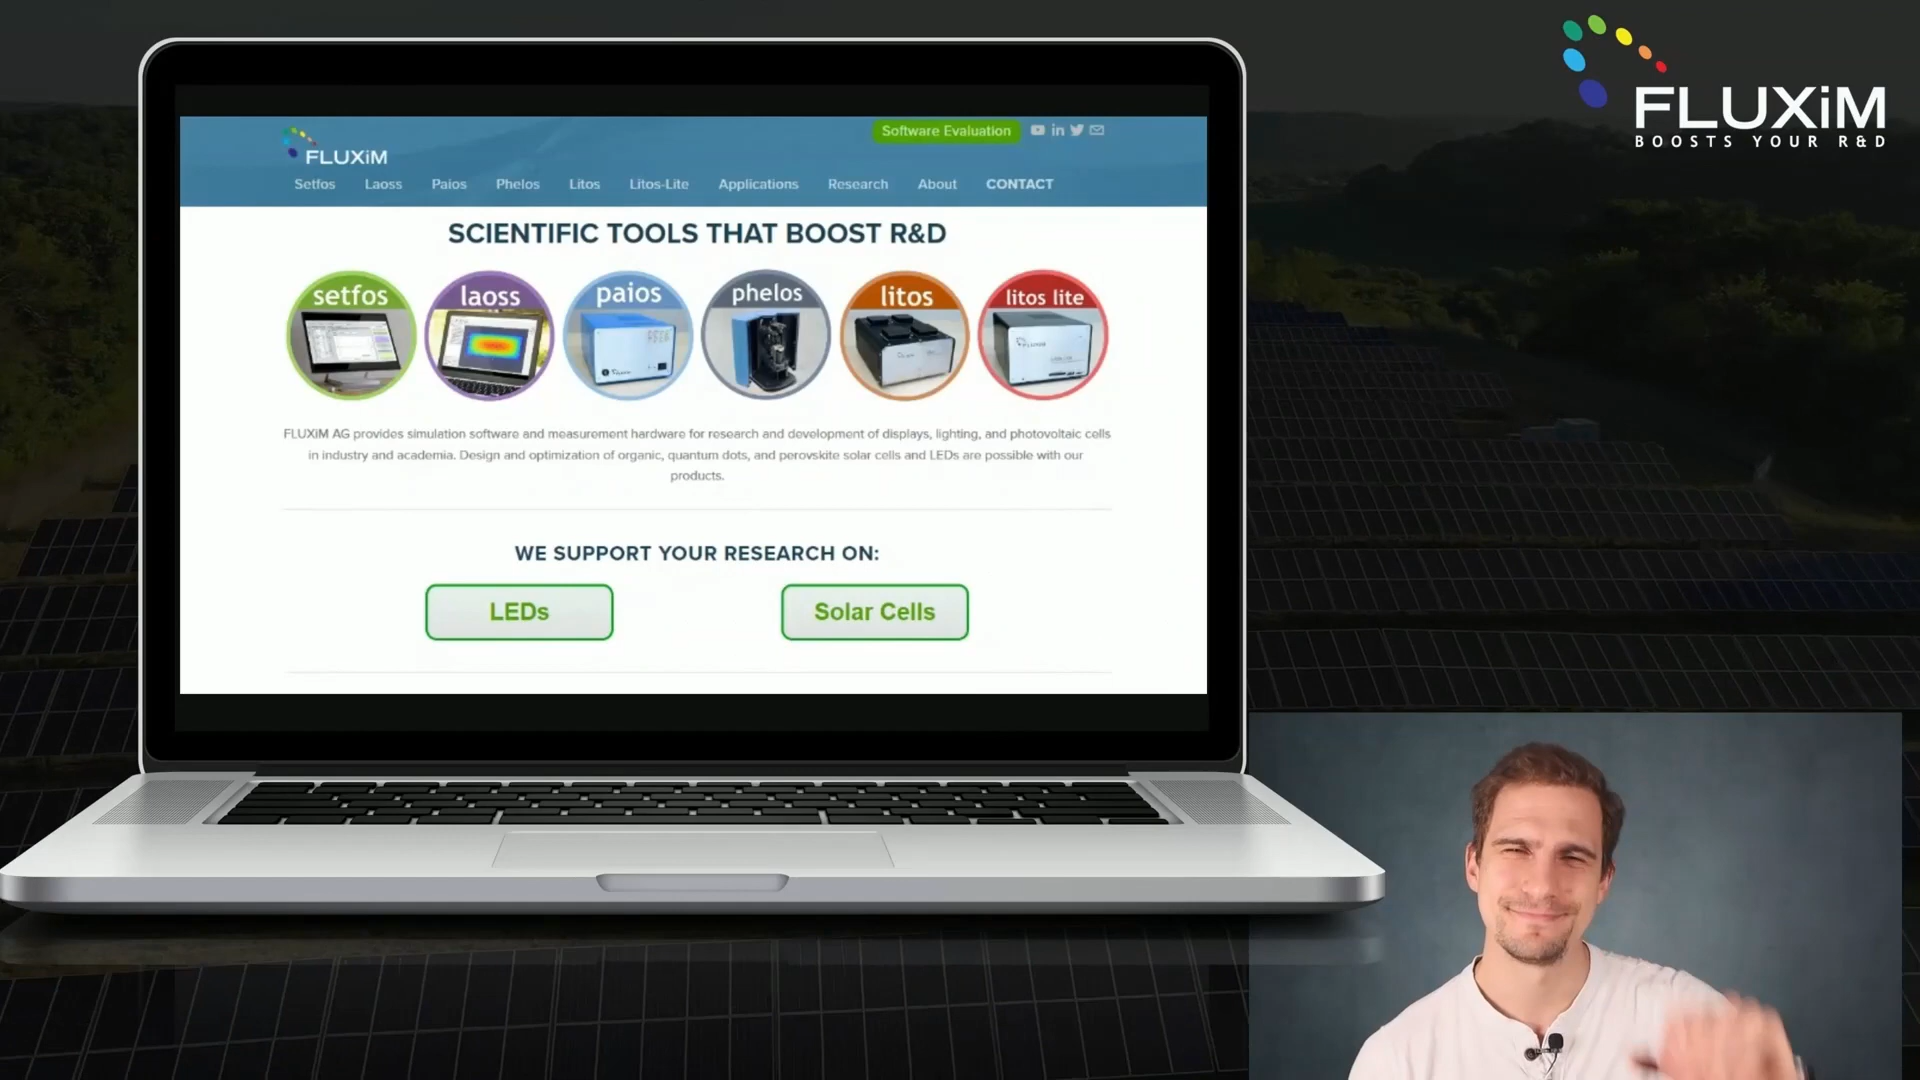 FLUXiM
BOOSTS YOUR R&D
Software Evaluation
FLUXiM
Setfos Laoss Paios Phelos Litos Litos-Lite Applications Research About CONTACT
SCIENTIFIC TOOLS THAT BOOST R&D
setfos laoss paios phelos litos litos lite
FLUXiM AG provides simulation software and measurement hardware for research and development of displays, lighting, and photovoltaic cells
in industry and academia. Design and optimization of organic, quantum dots, and perovskite solar cells and LEDs are possible with our
products.
WE SUPPORT YOUR RESEARCH ON:
LEDs Solar Cells